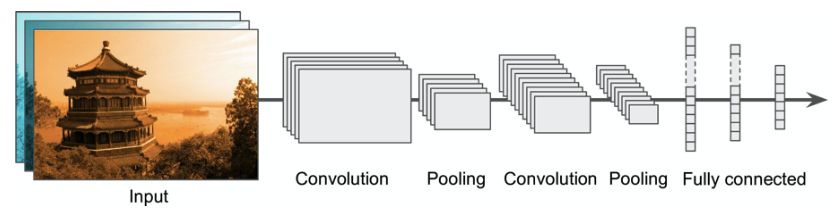 Convolution
Pooling
Convolution
Pooling
Fully connected
Input